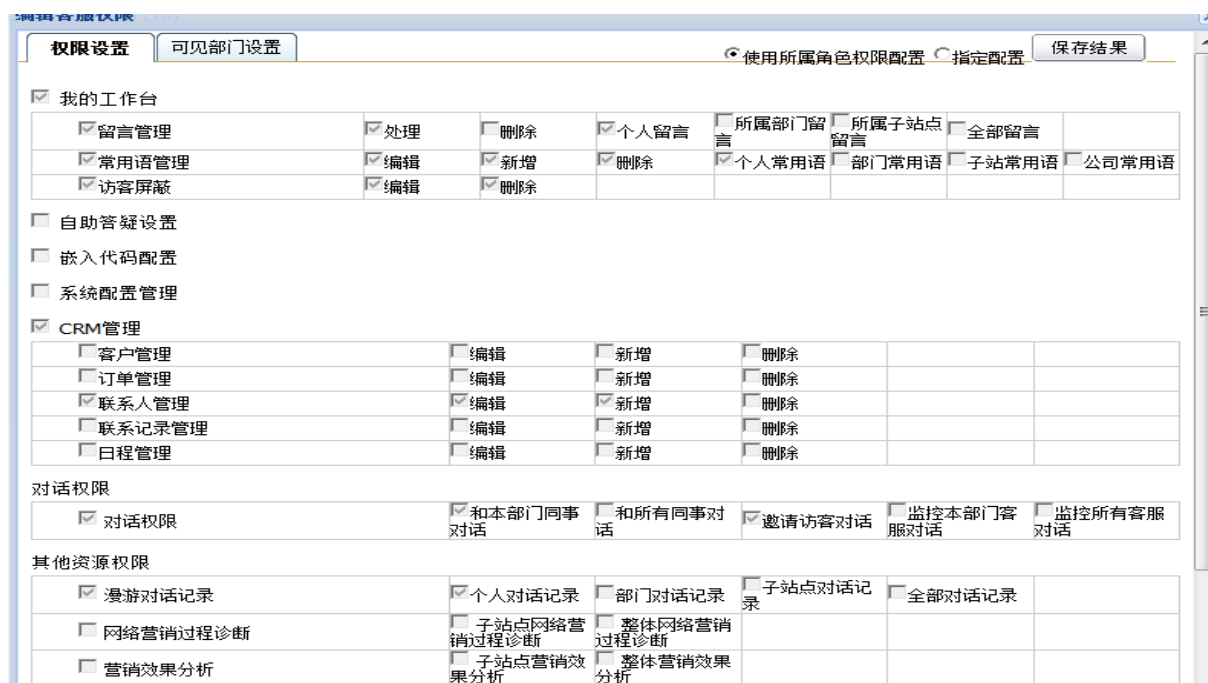 编辑客服权限
权限设置 可见部门设置 使用所属角色权限配置 指定配置 保存结果
我的工作台
留言管理 处理 删除 个人留言 所属部门留言 所属子站点留言 全部留言
常用语管理 编辑 新增 删除 个人常用语 部门常用语 子站常用语 公司常用语
访客屏蔽 编辑 删除
自助答疑设置
嵌入代码配置
系统配置管理
CRM管理
客户管理 编辑 新增 删除
订单管理 编辑 新增 删除
联系人管理 编辑 新增 删除
联系记录管理 编辑 新增 删除
日程管理 编辑 新增 删除
对话权限
对话权限 和本部门同事对话 和所有同事对话 邀请访客对话 监控本部门客服对话 监控所有客服对话
其他资源权限
漫游对话记录 个人对话记录 部门对话记录 子站点对话记录 全部对话记录
网络营销过程诊断 子站点网络营销过程诊断 整体网络营销过程诊断
营销效果分析 子站点营销效果分析 整体营销效果分析